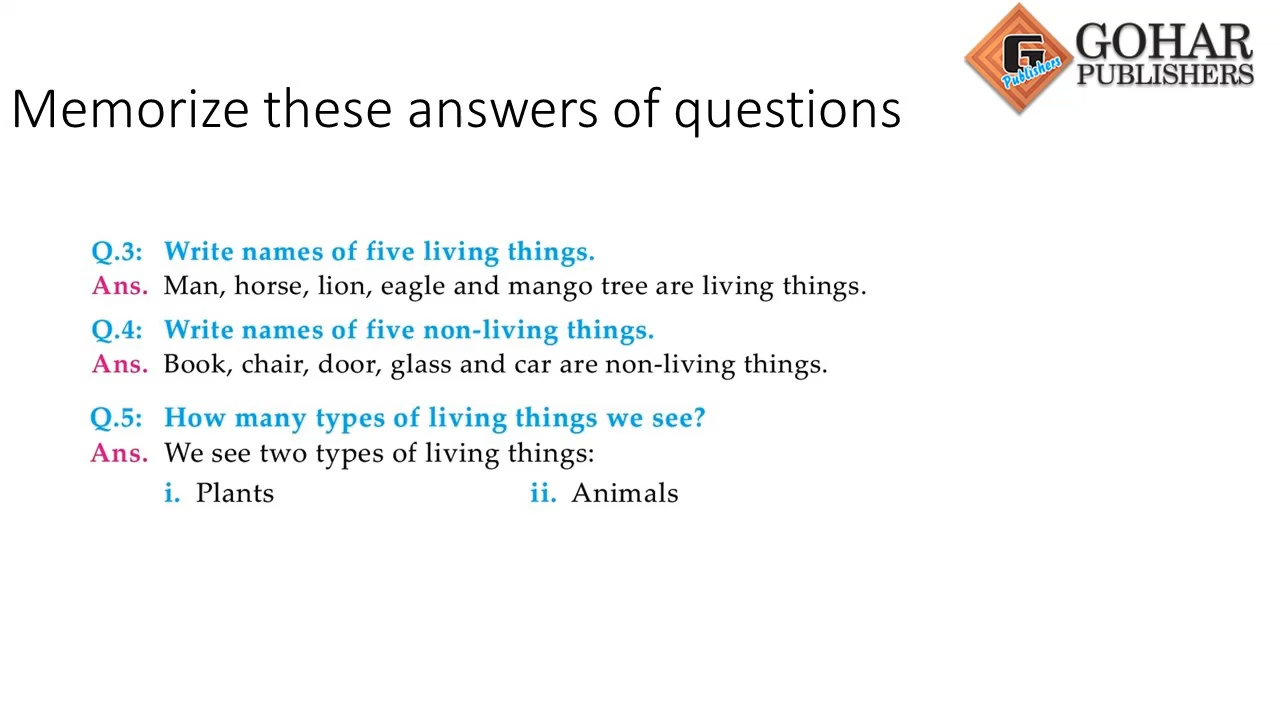 G
Publishers
GOHAR
PUBLISHERS
Memorize these answers of questions
Q.3: Write names of five living things.
Ans. Man, horse, lion, eagle and mango tree are living things.
Q.4: Write names of five non-living things.
Ans. Book, chair, door, glass and car are non-living things.
Q.5: How many types of living things we see?
Ans. We see two types of living things:
i. Plants ii. Animals